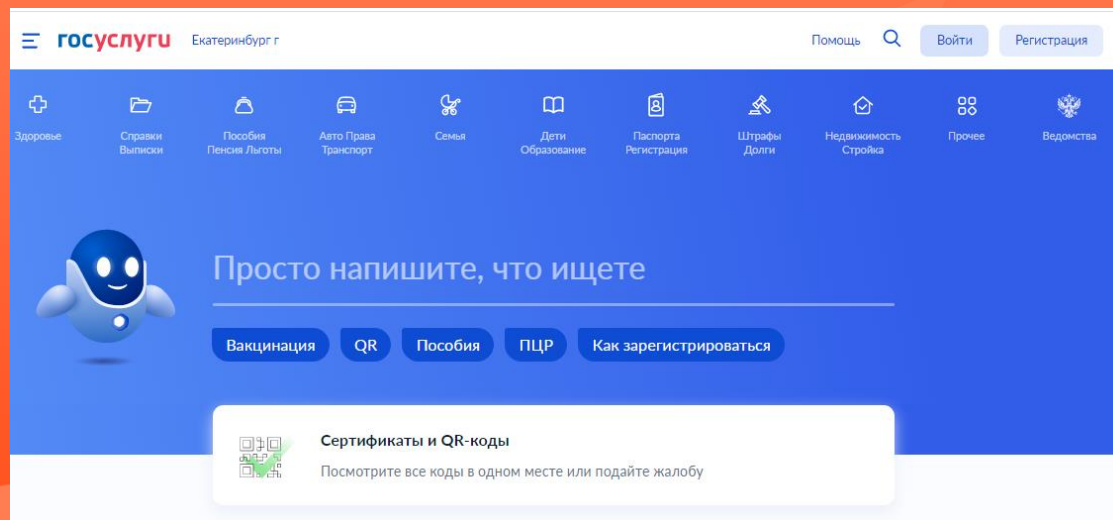 госуслуги Екатеринбург г Помощь Войти Регистрация
Здоровье
Справки
Выписки
Пособия
Пенсия Льготы
Авто Права
Транспорт
Семья
Дети
Образование
Паспорта
Регистрация
Штрафы
Долги
Недвижимость
Стройка
Прочее
Ведомства
Просто напишите, что ищете
Вакцинация QR Пособия ПЦР Как зарегистрироваться
Сертификаты и QR-коды
Посмотрите все коды в одном месте или подайте жалобу